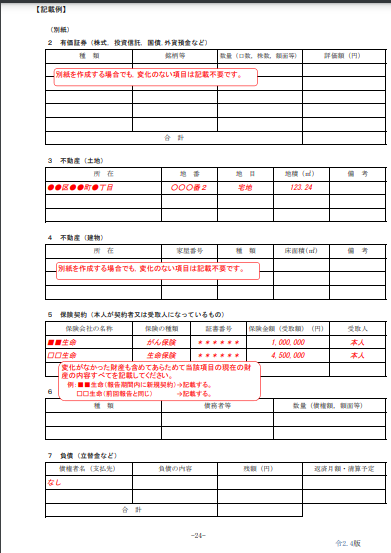 【記載例】
（別紙）
２ 有価証券（株式，投資信託，国債，外貨預金など）
種 類 銘柄等 数量（口数，株数，額面等） 評価額（円）
別紙を作成する場合でも，変化のない項目は記載不要です。
合 計
３ 不動産（土地）
所 在 地 番 地 目 地積（㎡） 備 考
●●区●●町●丁目 〇〇〇番２ 宅地 123.24
４ 不動産（建物）
所 在 家屋番号 種 類 床面積（㎡） 備 考
別紙を作成する場合でも，変化のない項目は記載不要です。
５ 保険契約（本人が契約者又は受取人になっているもの）
保険会社の名称 保険の種類 証書番号 保険金額（受取額）（円） 受取人
■■生命 がん保険 ＊＊＊＊＊＊ 1,000,000 本人
□□生命 生命保険 ＊＊＊＊＊＊ 4,500,000 本人
変化がなかった財産も含めてあらためて当該項目の現在の財
産の内容すべてを記載してください。
例：■■生命（報告期間内に新規契約）→記載する。
□□生命（前回報告と同じ） →記載する。
６
種 類 債務者等 数量（債権額，額面等）
７ 負債（立替金など）
債権者名（支払先） 負債の内容 残額（円） 返済月額・清算予定
なし
合 計
-24-
令2.4版